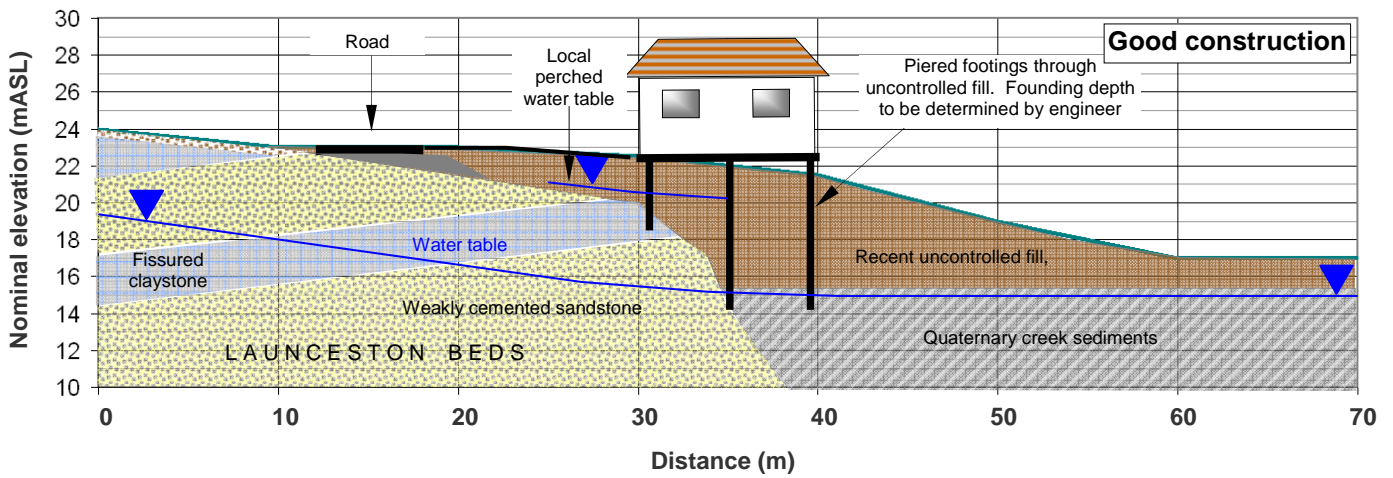 Good construction
Nominal elevation (mASL)
30
28
26
24
22
20
18
16
14
12
10
Road
Local
perched
water table
Piered footings through
uncontrolled fill. Founding depth
to be determined by engineer
Water table
Fissured
claystone
Recent uncontrolled fill,
Weakly cemented sandstone
LAUNCESTON BEDS
Quaternary creek sediments
0 10 20 30 40 50 60 70
Distance (m)